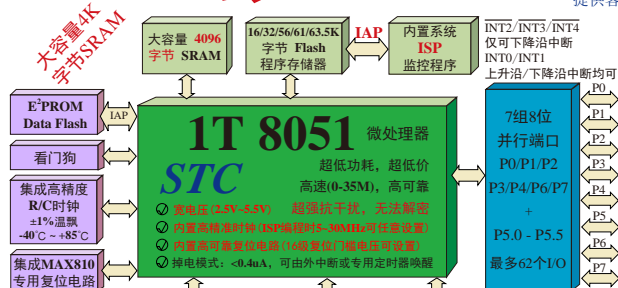 大容量4K
字节SRAM
提供客
大容量 4096
字节 SRAM
16/32/56/61/63.5K
字节 Flash
程序存储器
IAP
内置系统
ISP
监控程序
INT2/INT3/INT4
仅可下降沿中断
INT0/INT1
上升沿/下降沿中断均可
E²PROM
Data Flash
IAP
看门狗
集成高精度
R/C时钟
±1%温飘
-40℃ ~ +85℃
集成MAX810
专用复位电路
1T 8051 微处理器
STC
超低功耗，超低价
高速(0-35M)，高可靠
宽电压(2.5V~5.5V) 超强抗干扰，无法解密
内置高精准时钟(ISP编程时5~30MHz可任意设置)
内置高可靠复位电路(16级复位门槛电压可设置)
掉电模式：<0.4uA，可由外中断或专用定时器唤醒
7组8位
并行端口
P0/P1/P2
P3/P4/P6/P7
+
P5.0 - P5.5
最多62个I/O
P0
P1
P2
P3
P4
P5
P6
P7